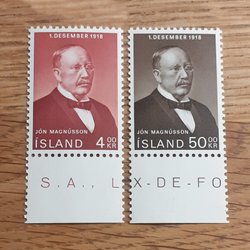 1. DESEMBER 1918
JÓN MAGNÚSSON
ÍSLAND 4.00 KR
1. DESEMBER 1918
JÓN MAGNÚSSON
ÍSLAND 50.00 KR
S.A., L X-DE-FO